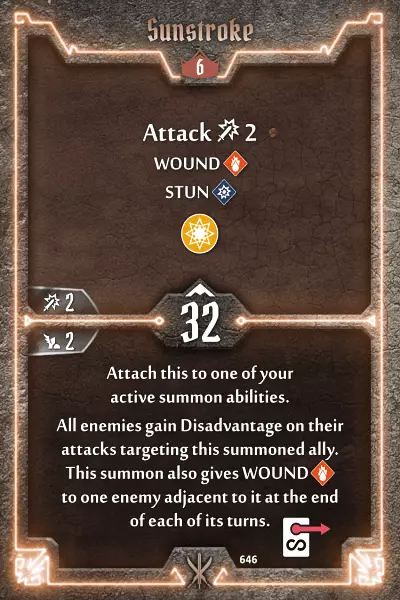 Sunstroke
6
Attack 2
WOUND
STUN
2
32
2
Attach this to one of your
active summon abilities.
All enemies gain Disadvantage on their
attacks targeting this summoned ally.
This summon also gives WOUND
to one enemy adjacent to it at the end
of each of its turns.
S
646